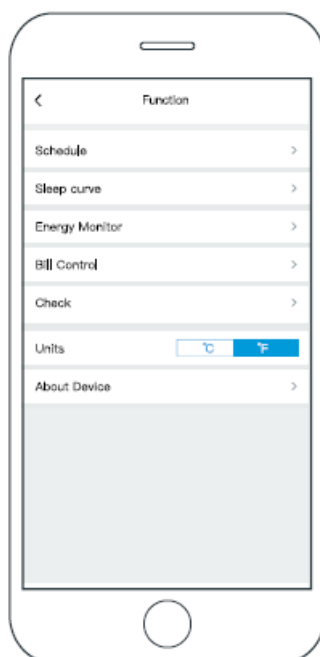 Function
Schedule
Sleep curve
Energy Monitor
Bill Control
Check
Units ℃ ℉
About Device